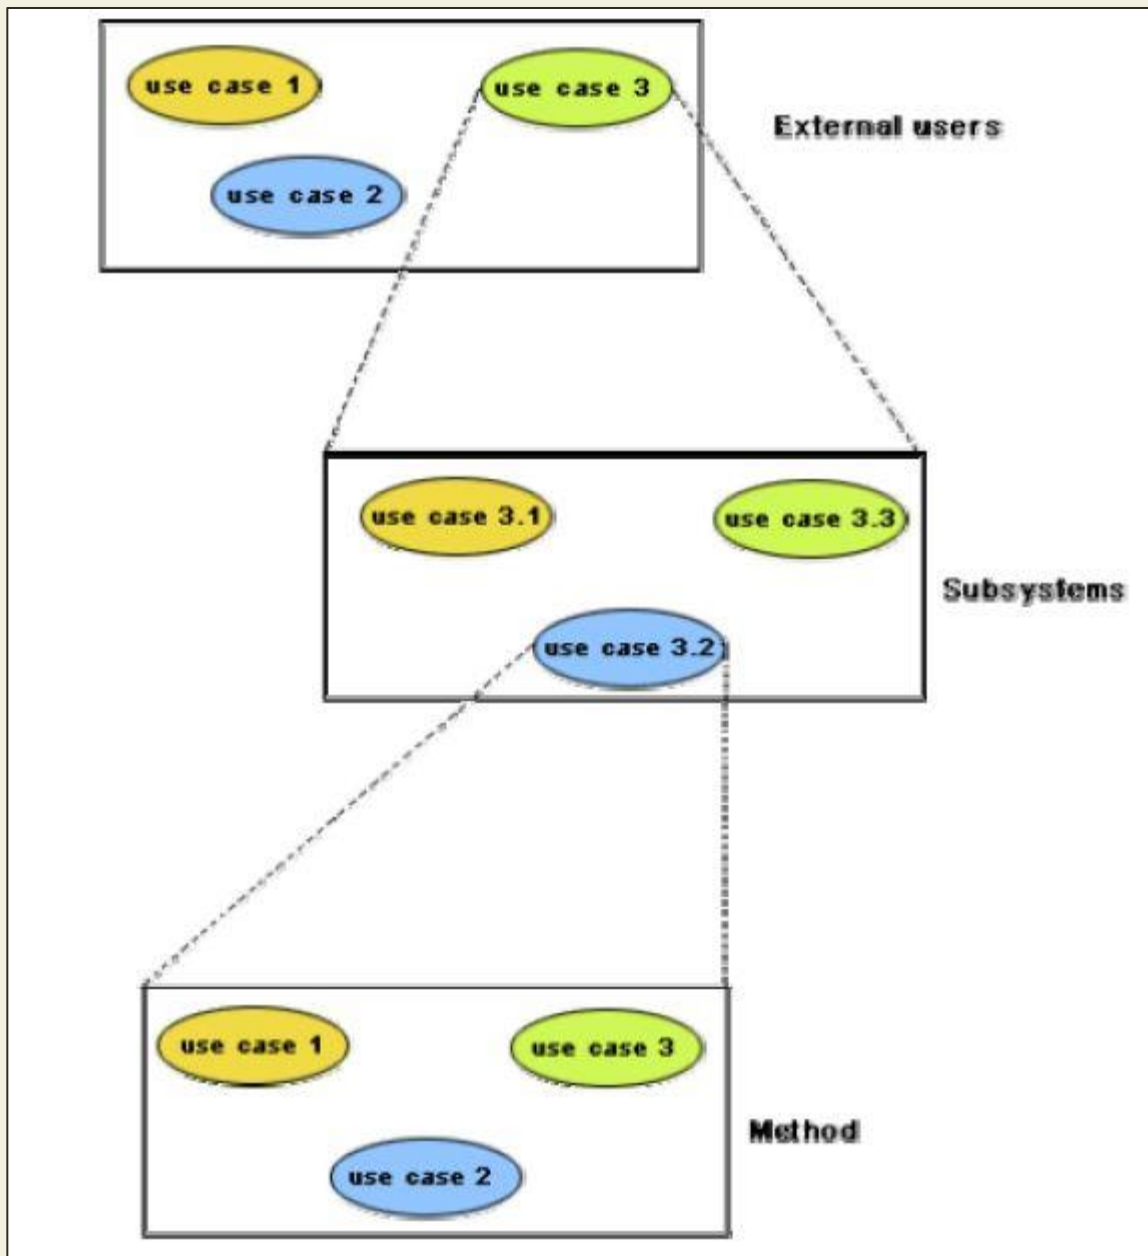 use case 1
use case 3
External users
use case 2
use case 3.1
use case 3.3
Subsystems
use case 3.2
use case 1
use case 3
Method
use case 2